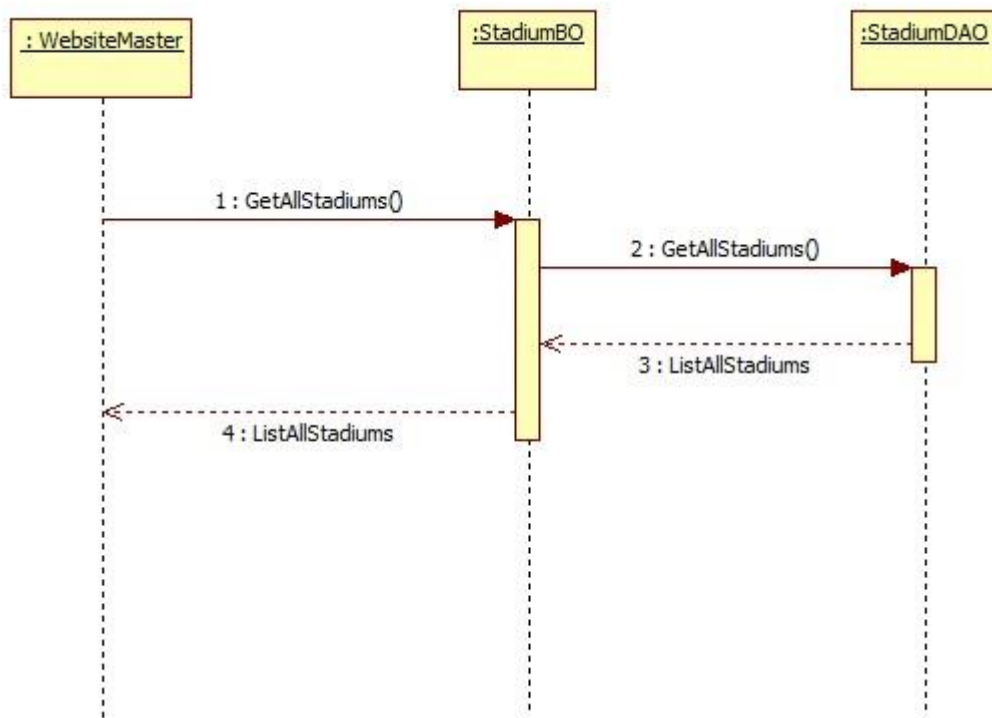 : WebsiteMaster
:StadiumBO
:StadiumDAO
1 : GetAllStadiums()
2 : GetAllStadiums()
3 : ListAllStadiums
4 : ListAllStadiums